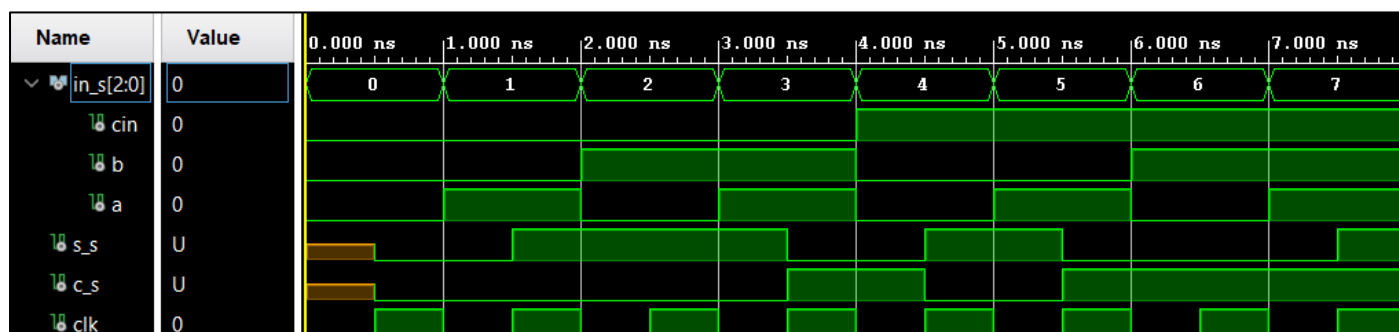 Name Value 0.000 ns 1.000 ns 2.000 ns 3.000 ns 4.000 ns 5.000 ns 6.000 ns 7.000 ns
in_s[2:0] 0 0 1 2 3 4 5 6 7
cin 0
b 0
a 0
s_s U
c_s U
clk 0